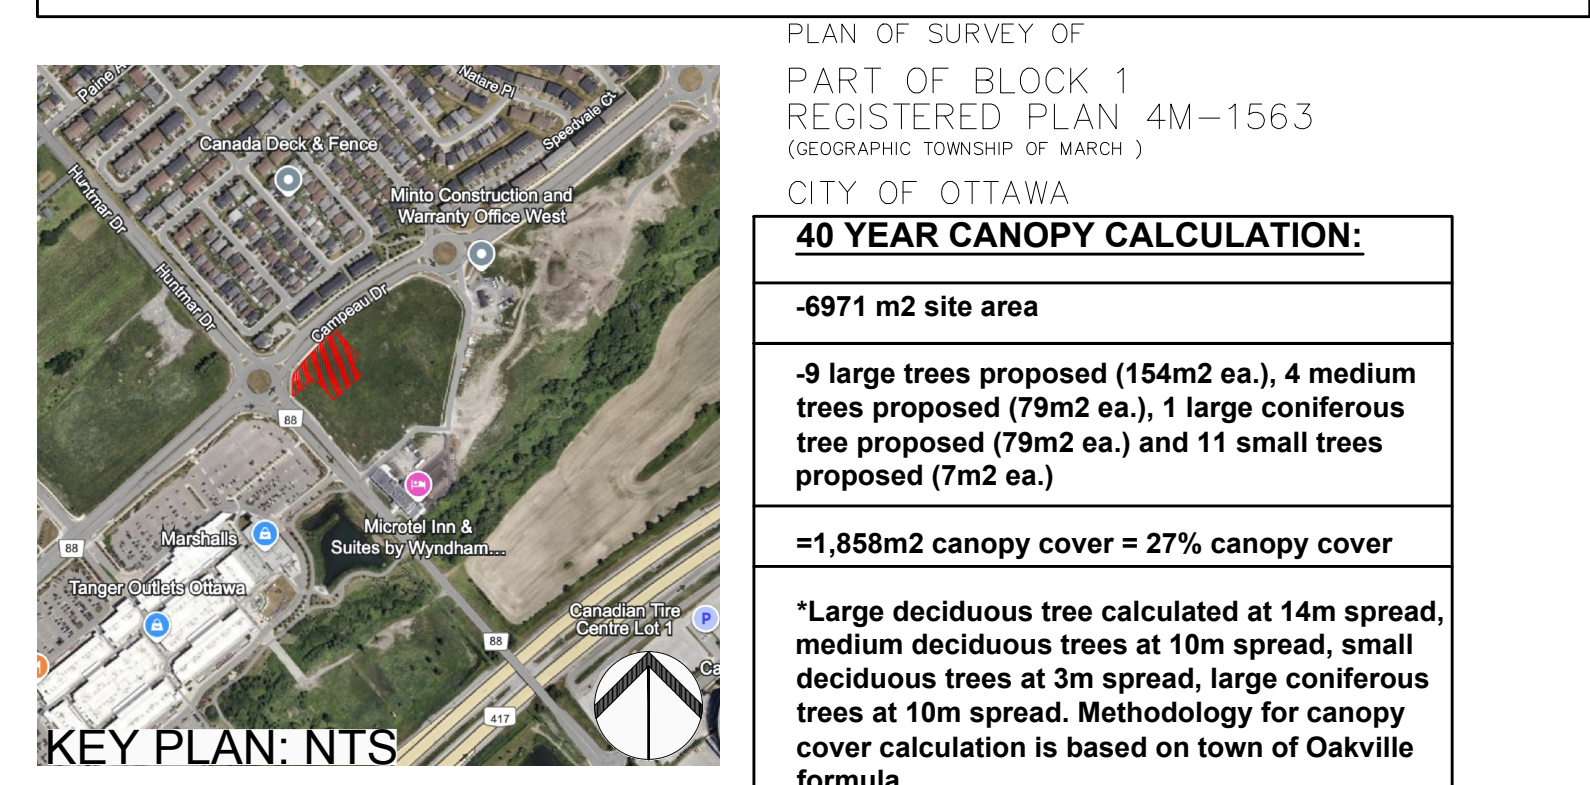 PLAN OF SURVEY OF
PART OF BLOCK 1
REGISTERED PLAN 4M-1563
(GEOGRAPHIC TOWNSHIP OF MARCH )
CITY OF OTTAWA
40 YEAR CANOPY CALCULATION:
-6971 m2 site area
-9 large trees proposed (154m2 ea.), 4 medium
trees proposed (79m2 ea.), 1 large coniferous
tree proposed (79m2 ea.) and 11 small trees
proposed (7m2 ea.)
=1,858m2 canopy cover = 27% canopy cover
*Large deciduous tree calculated at 14m spread,
medium deciduous trees at 10m spread, small
deciduous trees at 3m spread, large coniferous
trees at 10m spread. Methodology for canopy
cover calculation is based on town of Oakville
formula
Paine
Natare Pl
Speedvale Ct
Canada Deck & Fence
Huntmar Dr
Minto Construction and
Warranty Office West
Huntmar Dr
Campeau Dr
88
Microtel Inn &
Suites by Wyndham...
Marshalls
88
Tanger Outlets Ottawa
Canadian Tire
Centre Lot 1
P
88
Ca
417
KEY PLAN: NTS